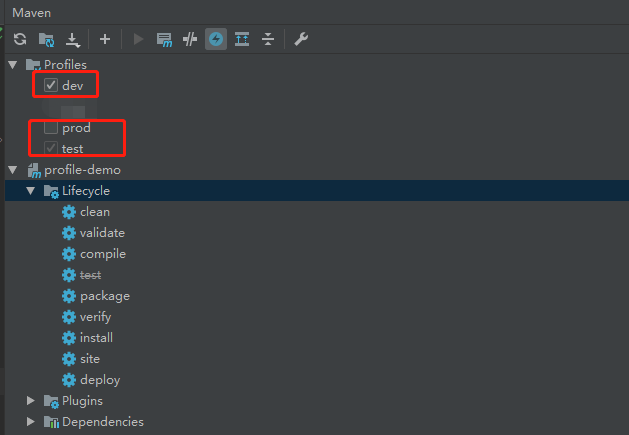 Maven
Profiles
dev
prod
test
profile-demo
Lifecycle
clean
validate
compile
test
package
verify
install
site
deploy
Plugins
Dependencies